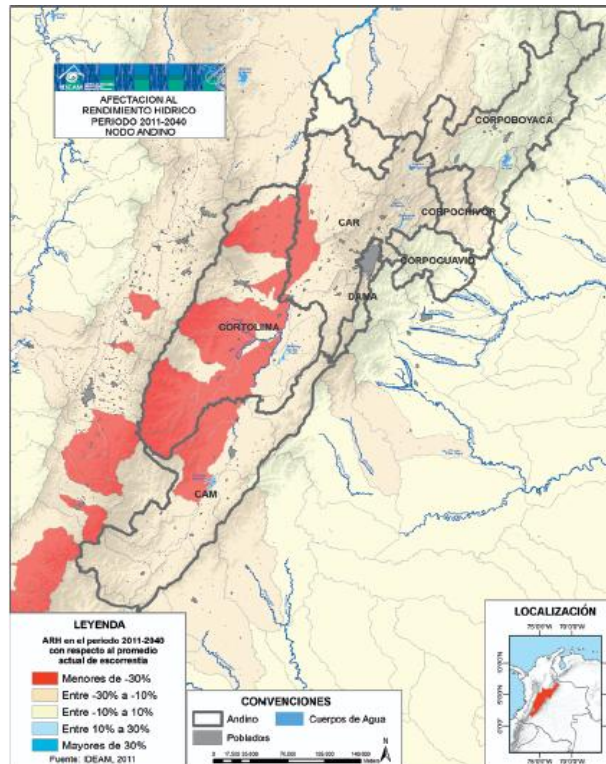 IDEAM
AFECTACION AL
RENDIMIENTO HIDRICO
PERIODO 2011-2040
NODO ANDINO
CORPOBOYACA
CAR
CORPOCHIVOR
CORPOGUAVIO
DAMA
CORTOLIMA
CAM
LEYENDA
ARH en el periodo 2011-2040
con respecto al promedio
actual de escorrentia
Menores de -30%
Entre -30% a -10%
Entre -10% a 10%
Entre 10% a 30%
Mayores de 30%
Fuente: IDEAM, 2011
CONVENCIONES
Andino
Cuerpos de Agua
Poblados
LOCALIZACIÓN